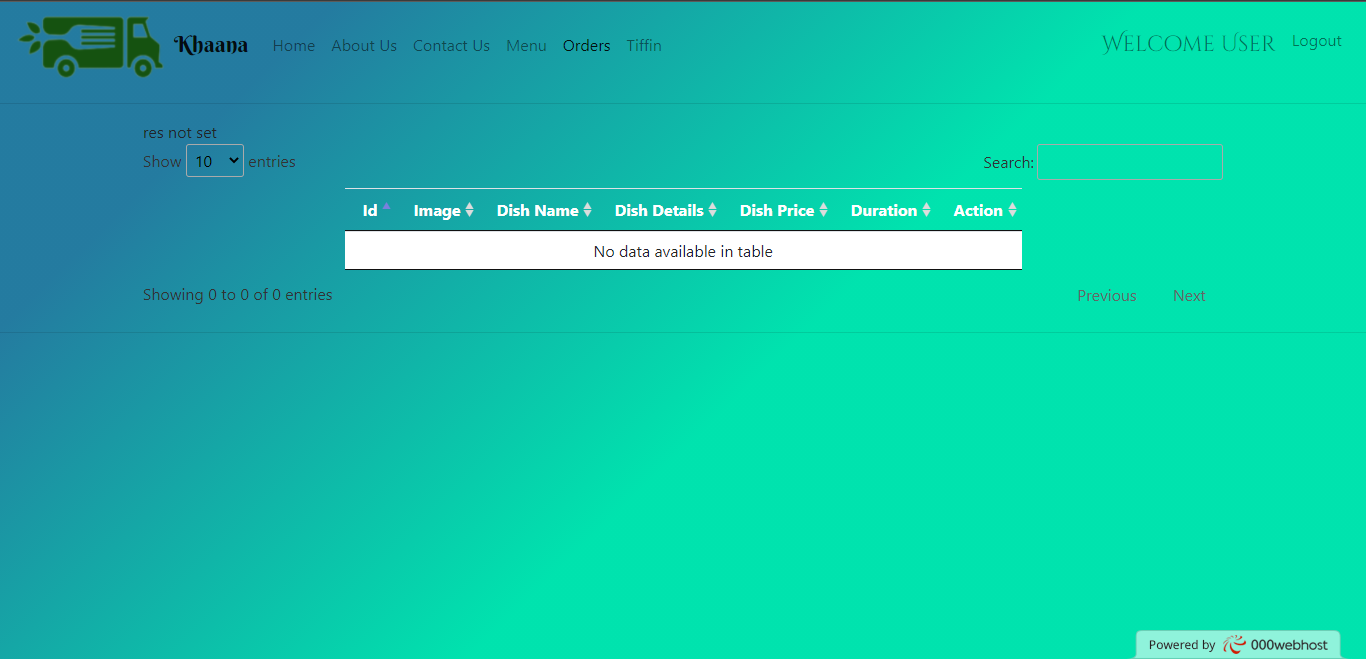 Khaana Home About Us Contact Us Menu Orders Tiffin Welcome User Logout
res not set
Show 10 entries Search:
Id Image Dish Name Dish Details Dish Price Duration Action
No data available in table
Showing 0 to 0 of 0 entries Previous Next
Powered by 000webhost